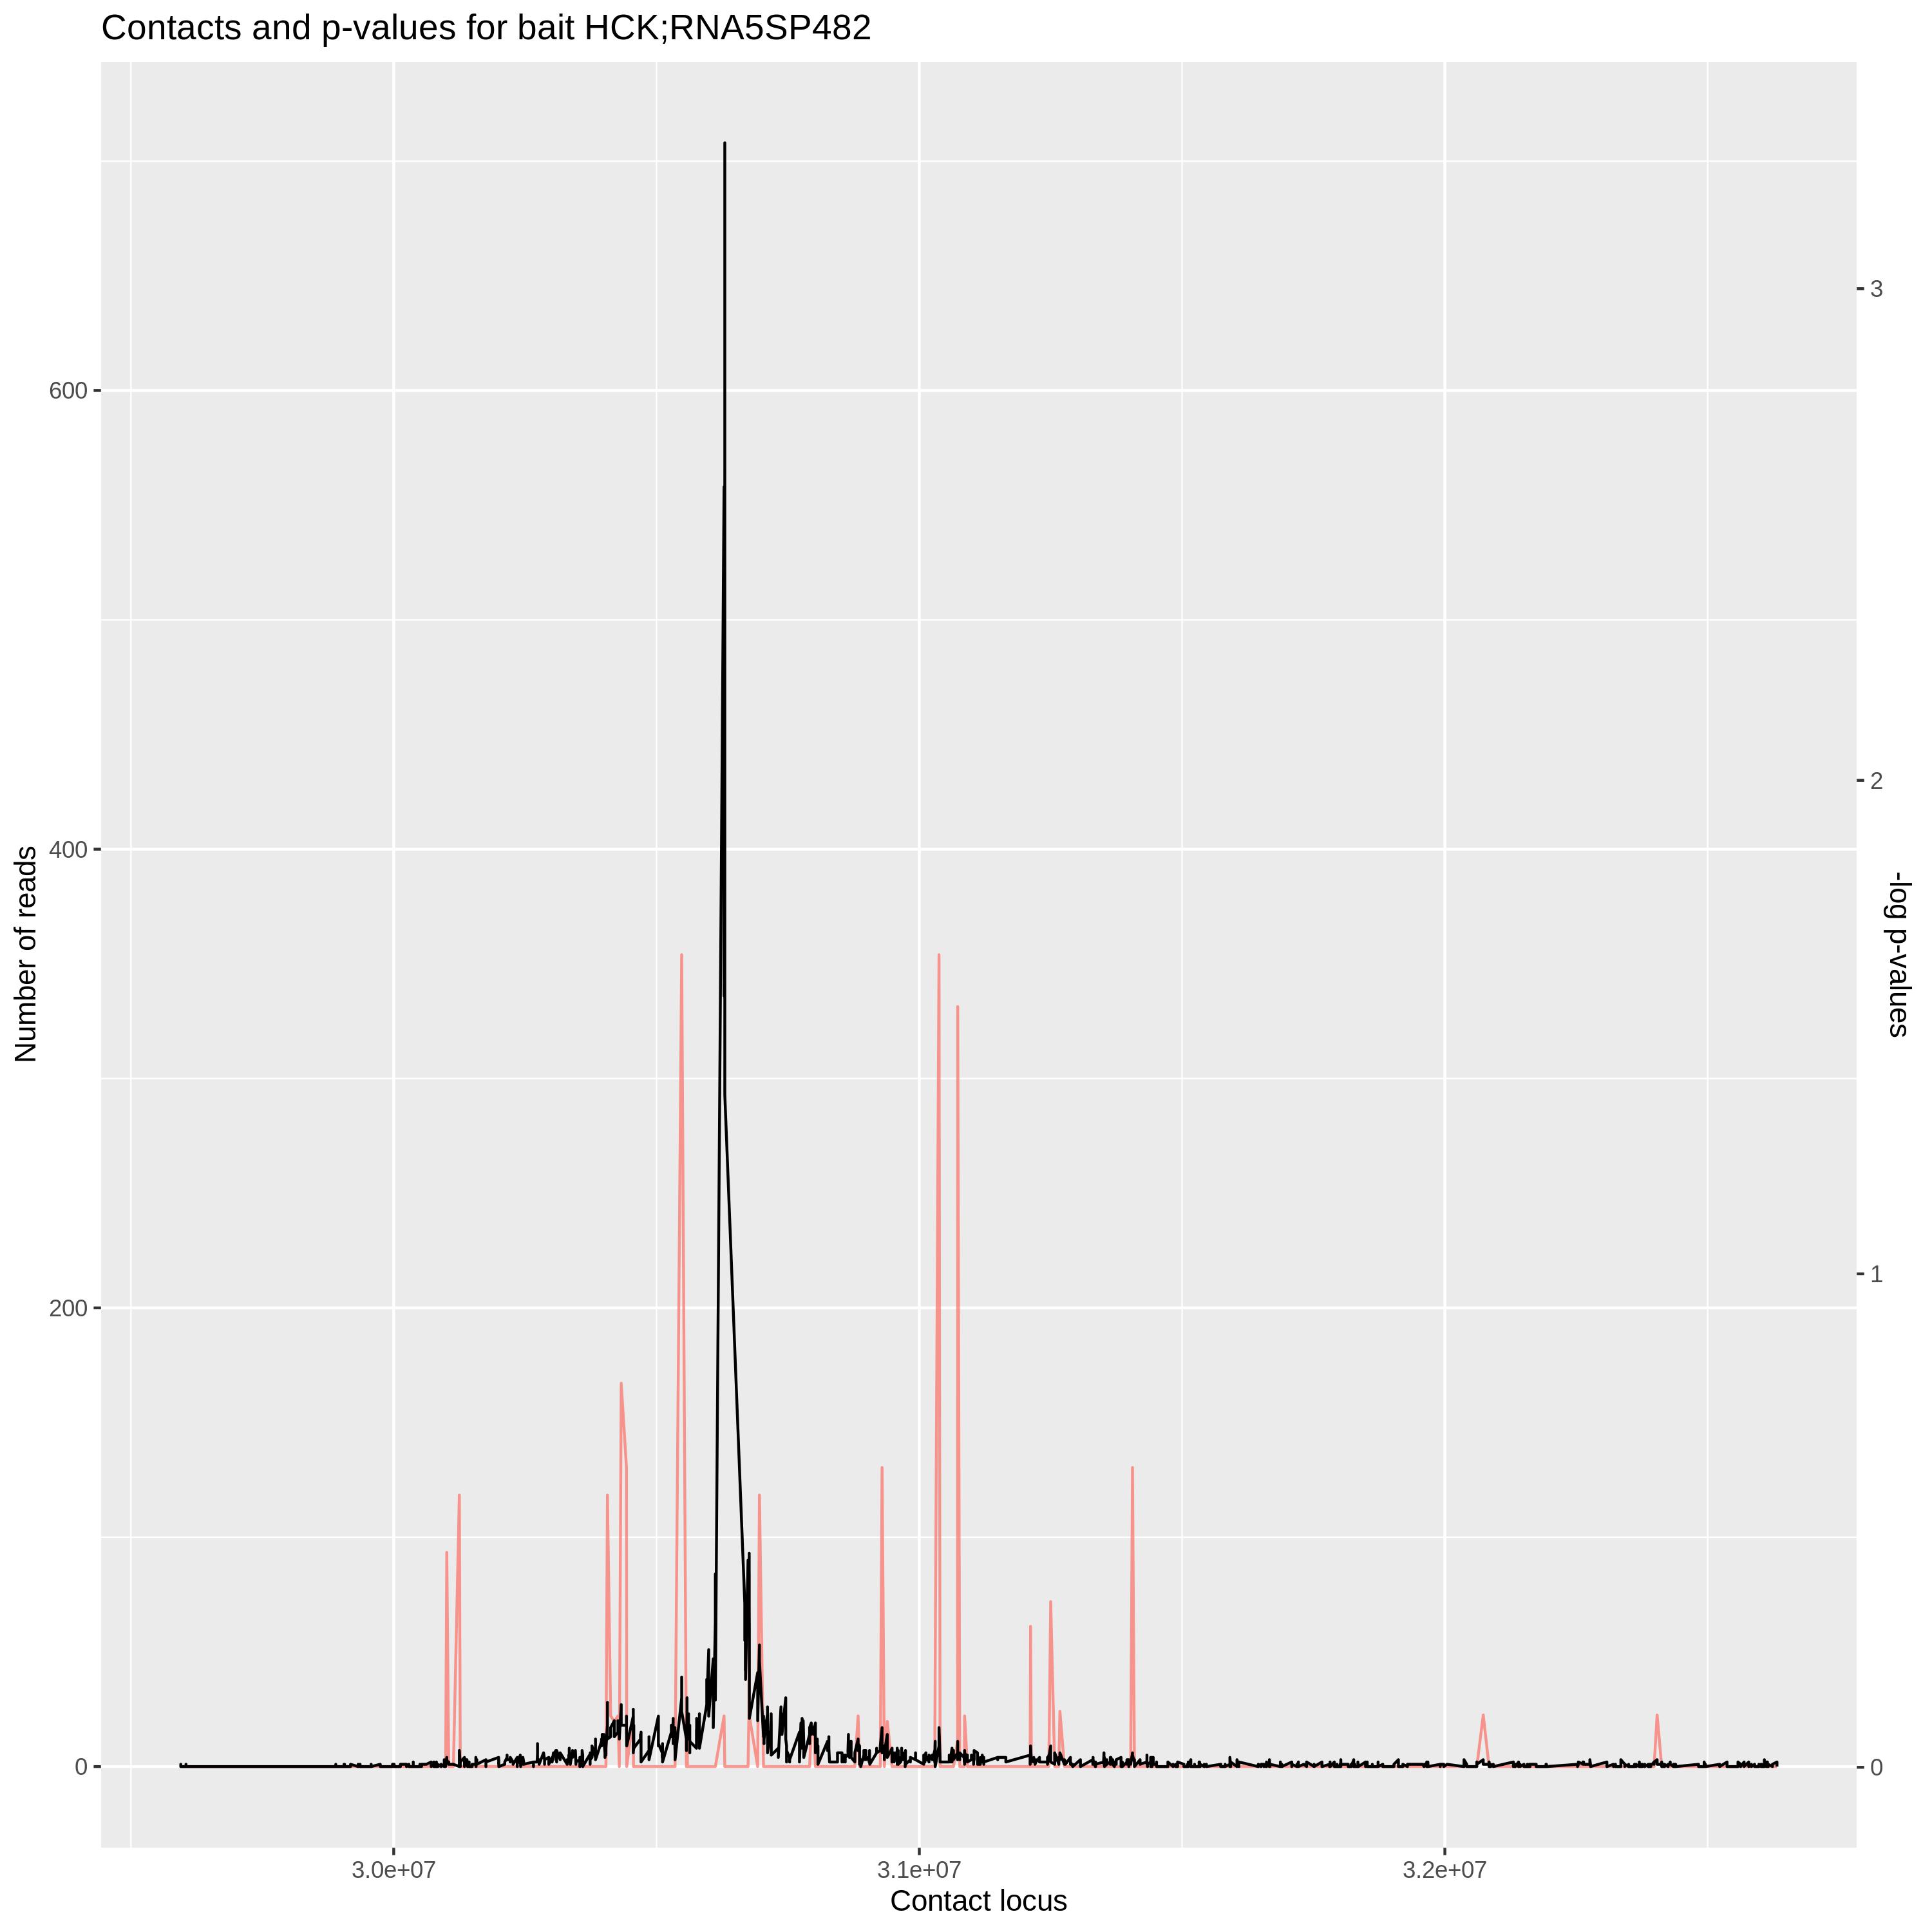 Contacts and p-values for bait HCK;RNA5SP482
600
400
200
0
Number of reads
3
2
1
0
-log p-values
3.0e+07 3.1e+07 3.2e+07
Contact locus